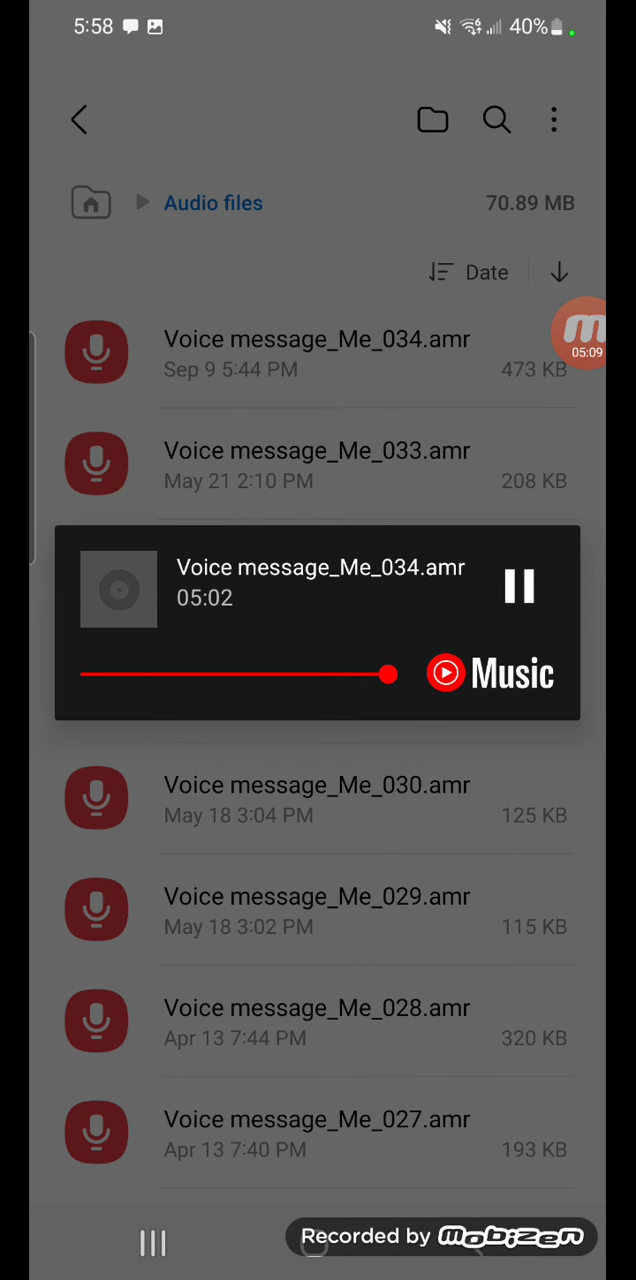 5:58 40%
Audio files 70.89 MB
Date
Voice message_Me_034.amr
Sep 9 5:44 PM 473 KB
m
05:09
Voice message_Me_033.amr
May 21 2:10 PM 208 KB
Voice message_Me_034.amr
05:02
Music
Voice message_Me_030.amr
May 18 3:04 PM 125 KB
Voice message_Me_029.amr
May 18 3:02 PM 115 KB
Voice message_Me_028.amr
Apr 13 7:44 PM 320 KB
Voice message_Me_027.amr
Apr 13 7:40 PM 193 KB
Recorded by mobizen